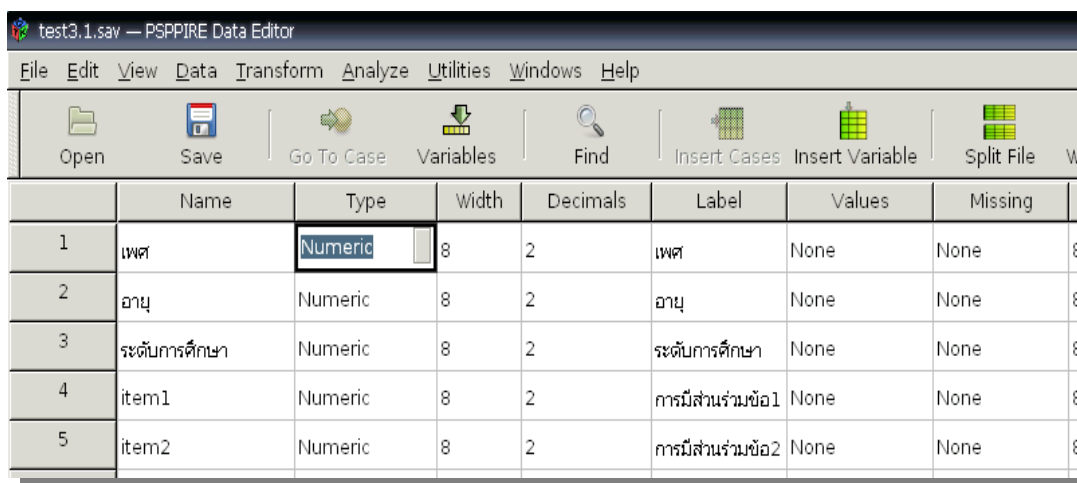 test3.1.sav — PSPPIRE Data Editor
File Edit View Data Transform Analyze Utilities Windows Help
Open Save Go To Case Variables Find Insert Cases Insert Variable Split File
Name Type Width Decimals Label Values Missing
1 เพศ Numeric 8 2 เพศ None None 8
2 อายุ Numeric 8 2 อายุ None None 8
3 ระดับการศึกษา Numeric 8 2 ระดับการศึกษา None None 8
4 item1 Numeric 8 2 การมีส่วนร่วมข้อ1 None None 8
5 item2 Numeric 8 2 การมีส่วนร่วมข้อ2 None None 8